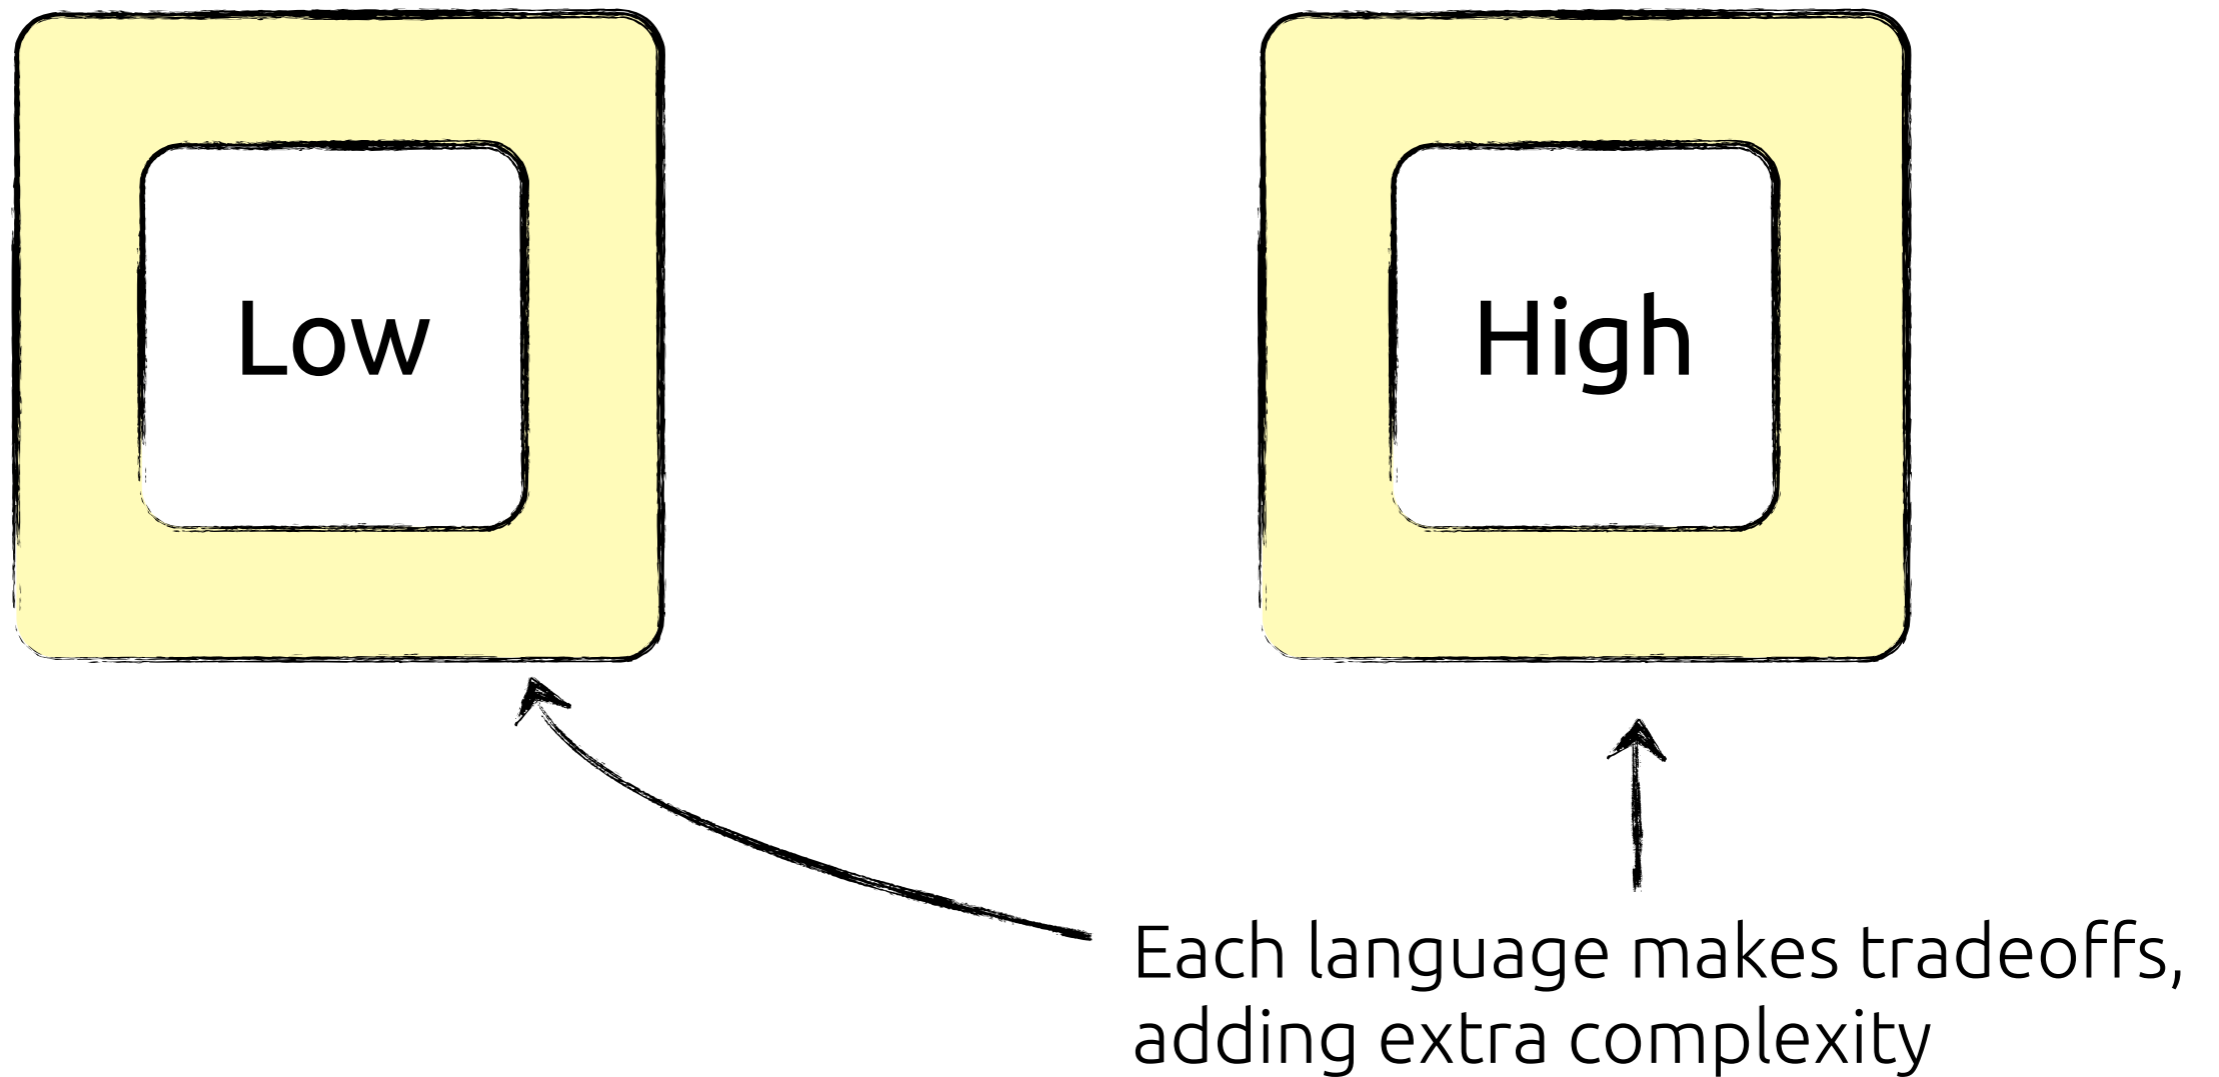 Low
High
Each language makes tradeoffs,
adding extra complexity